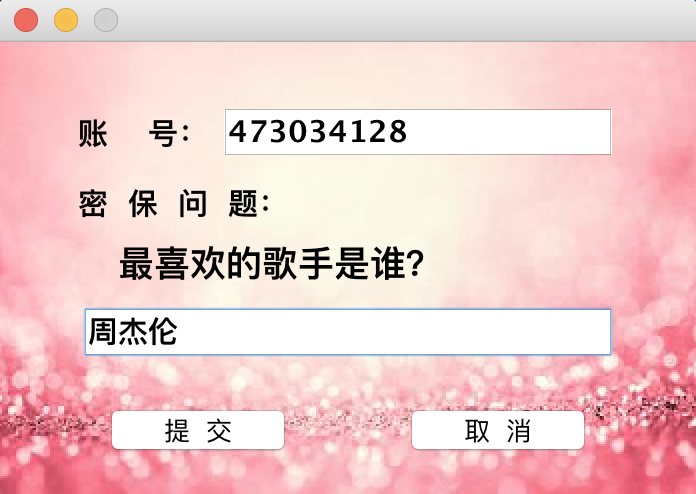 账 号： 473034128
密 保 问 题：
最喜欢的歌手是谁？
周杰伦
提 交 取 消